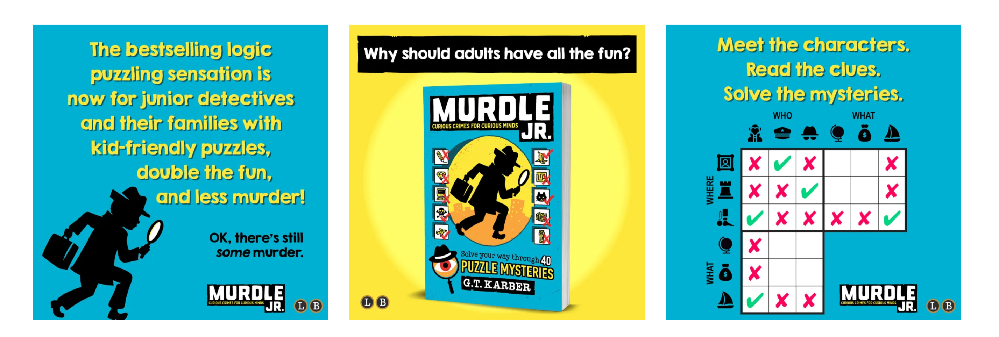 The bestselling logic
puzzling sensation is
now for junior detectives
and their families with
kid-friendly puzzles,
double the fun,
and less murder!
OK, there's still
some murder.
MURDLE
CURIOUS CRIMES FOR CURIOUS MINDS
JR.
L B
Why should adults have all the fun?
MURDLE
CURIOUS CRIMES FOR CURIOUS MINDS
JR.
Solve your way through 40
PUZZLE MYSTERIES
G.T. KARBER
L B
Meet the characters.
Read the clues.
Solve the mysteries.
WHO WHAT
$
WHERE
WHAT
$
MURDLE
CURIOUS CRIMES FOR CURIOUS MINDS
JR.
L B